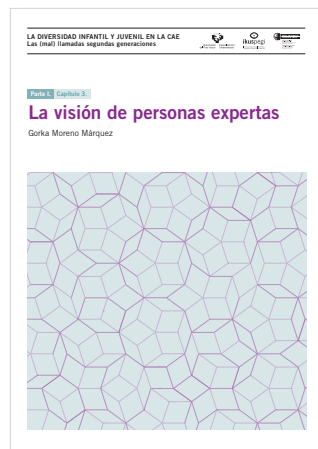 LA DIVERSIDAD INFANTIL Y JUVENIL EN LA CAE
Las (mal) llamadas segundas generaciones
ikuspegi
Parte I. Capítulo 3.
La visión de personas expertas
Gorka Moreno Márquez